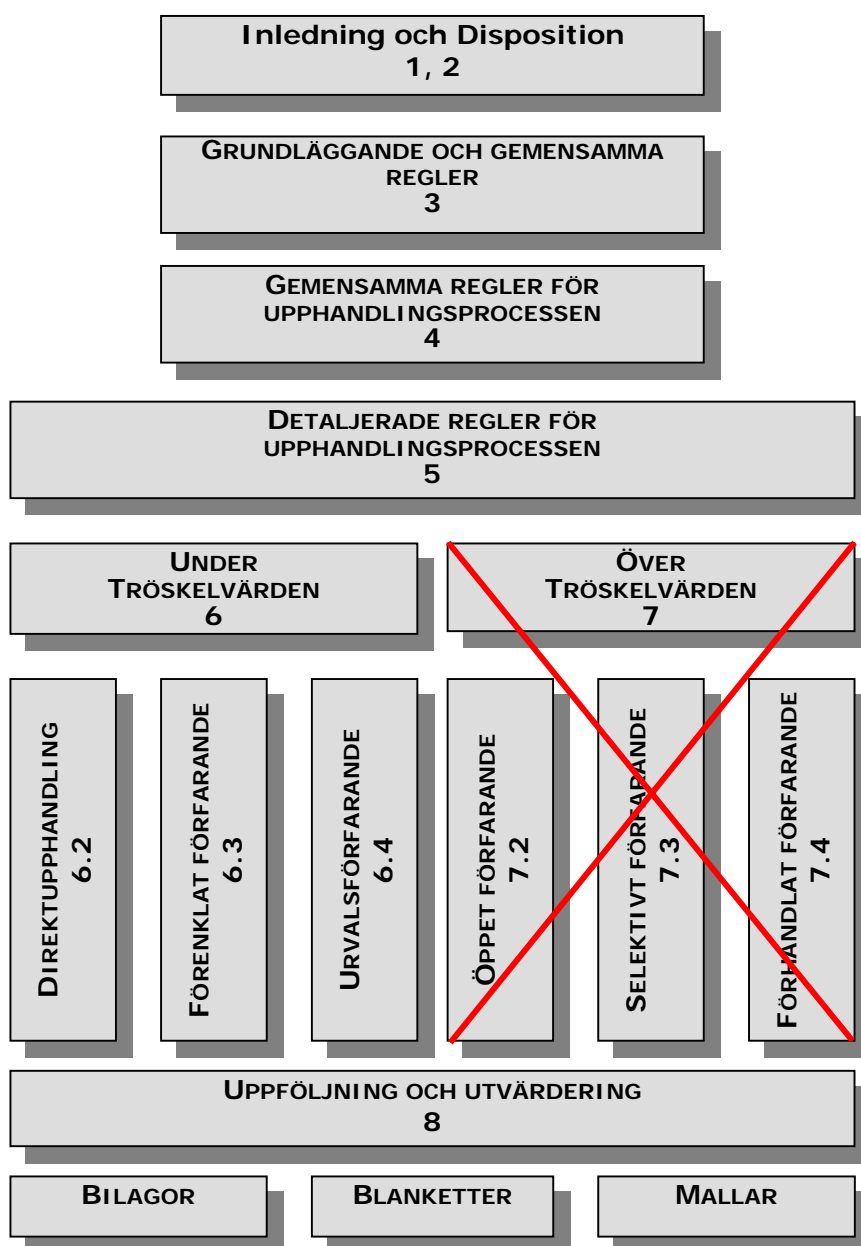 Inledning och Disposition
1, 2
GRUNDLÄGGANDE OCH GEMENSAMMA
REGLER
3
GEMENSAMMA REGLER FÖR
UPPHANDLINGSPROCESSEN
4
DETALJERADE REGLER FÖR
UPPHANDLINGSPROCESSEN
5
UNDER
TRÖSKELVÄRDEN
6
ÖVER
TRÖSKELVÄRDEN
7
DIREKTUPPHANDLING
6.2
FÖRENKLAT FÖRFARANDE
6.3
URVALSFÖRFARANDE
6.4
ÖPPET FÖRFARANDE
7.2
SELEKTIVT FÖRFARANDE
7.3
FÖRHANDLAT FÖRFARANDE
7.4
UPPFÖLJNING OCH UTVÄRDERING
8
BILAGOR
BLANKETTER
MALLAR